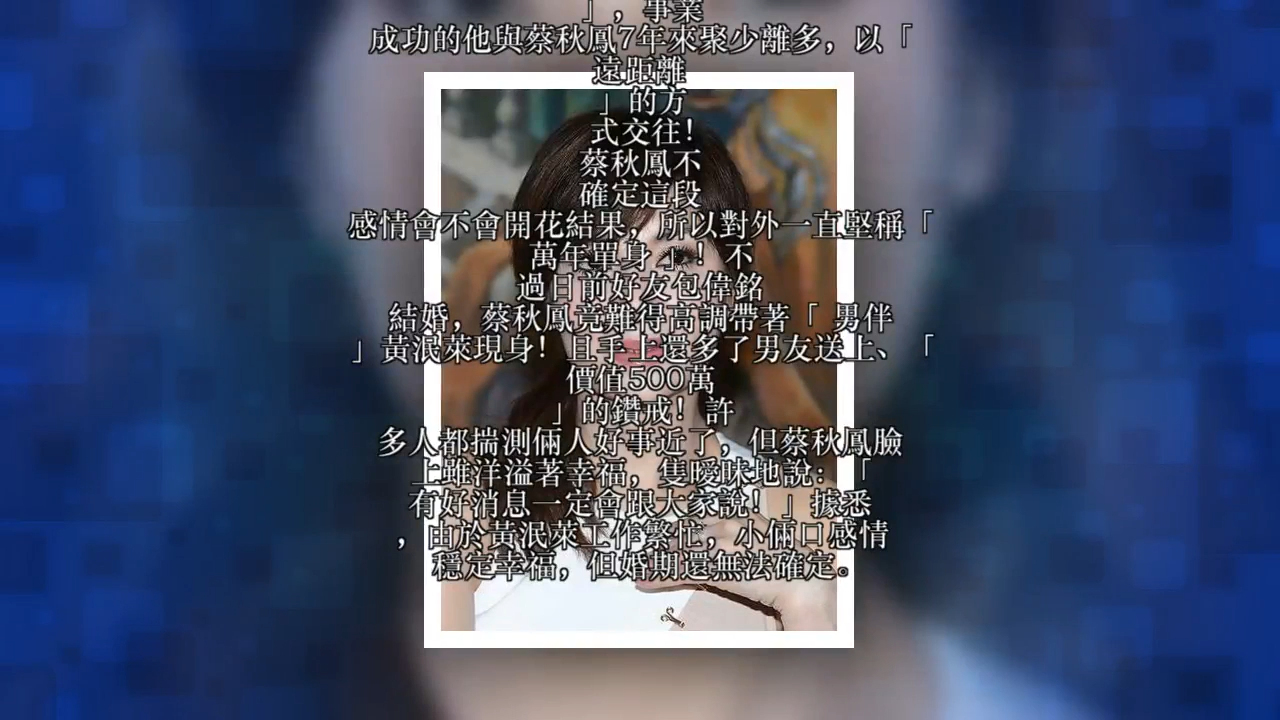 」，事業
成功的他與蔡秋鳳7年來聚少離多，以「
遠距離
」的方
式交往！
蔡秋鳳不
確定這段
感情會不會開花結果，所以對外一直堅稱「
萬年單身 」！ 不
過日前好友包偉銘
結婚，蔡秋鳳竟難得高調帶著「 男伴
」黃泯萊現身！且手上還多了男友送上、「
價值500萬
」的鑽戒！ 許
多人都揣測倆人好事近了，但蔡秋鳳臉
上雖洋溢著幸福，隻曖昧地說：「
有好消息一定會跟大家說！」據悉
，由於黃泯萊工作繁忙，小倆口感情
穩定幸福，但婚期還無法確定。